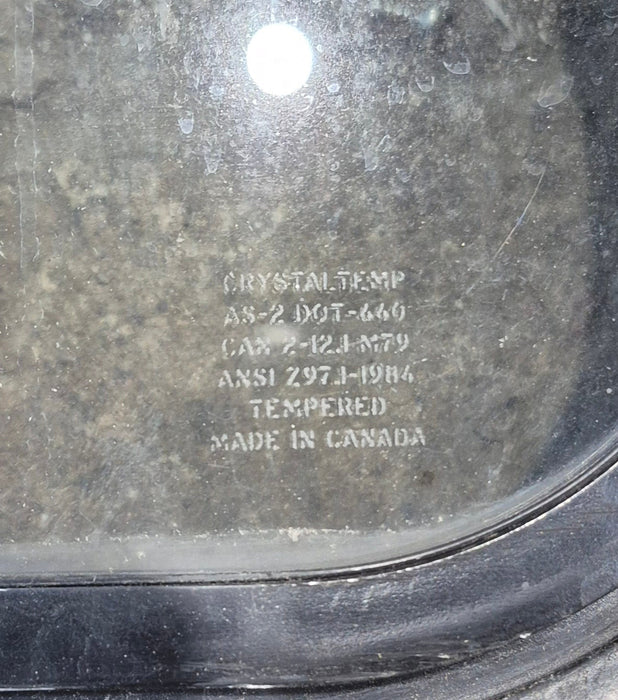 CRYSTALTEMP
AS-2 DOT-440
CAN 2-12.1-M79
ANSI Z97.1-1984
TEMPERED
MADE IN CANADA